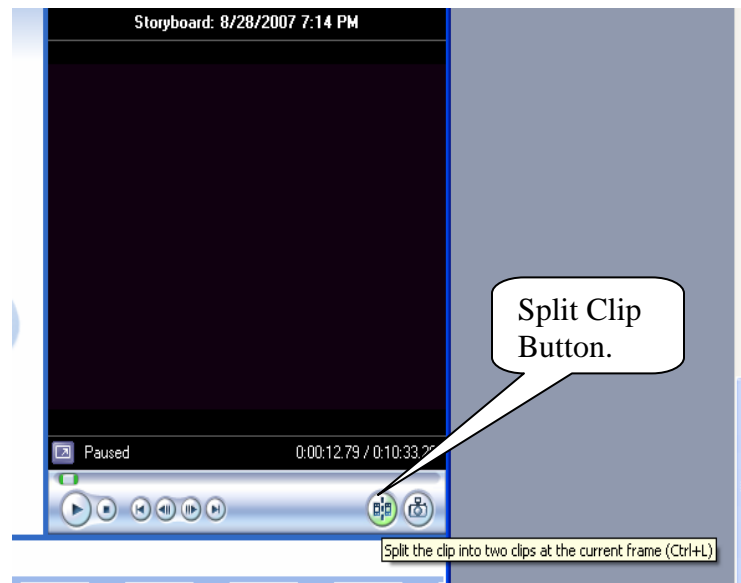 Storyboard: 8/28/2007 7:14 PM
Split Clip
Button.
Paused 0:00:12.79 / 0:10:33.29
Split the clip into two clips at the current frame (Ctrl+L)